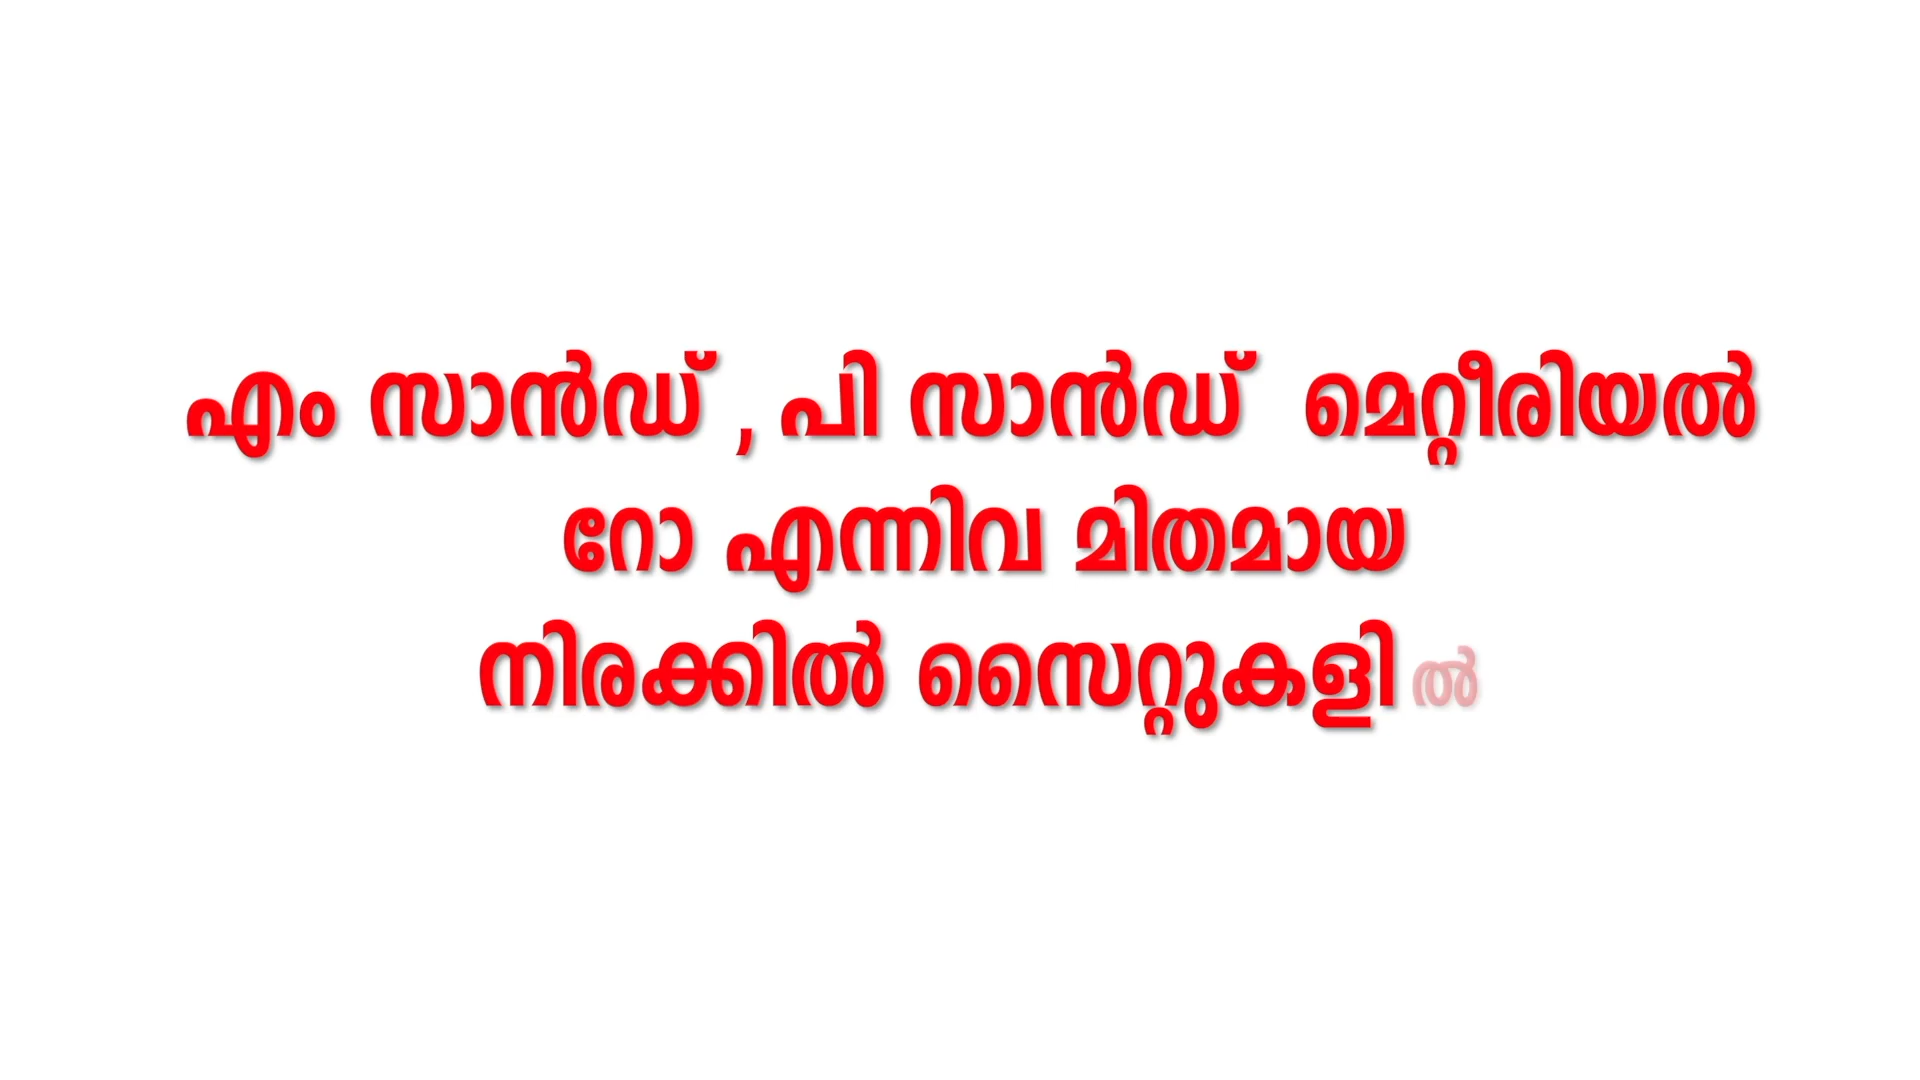 എം സാൻഡ് , പി സാൻഡ് മെറ്റീരിയൽ
റോ എന്നിവ മിതമായ
നിരക്കിൽ സൈറ്റുകളിൽ